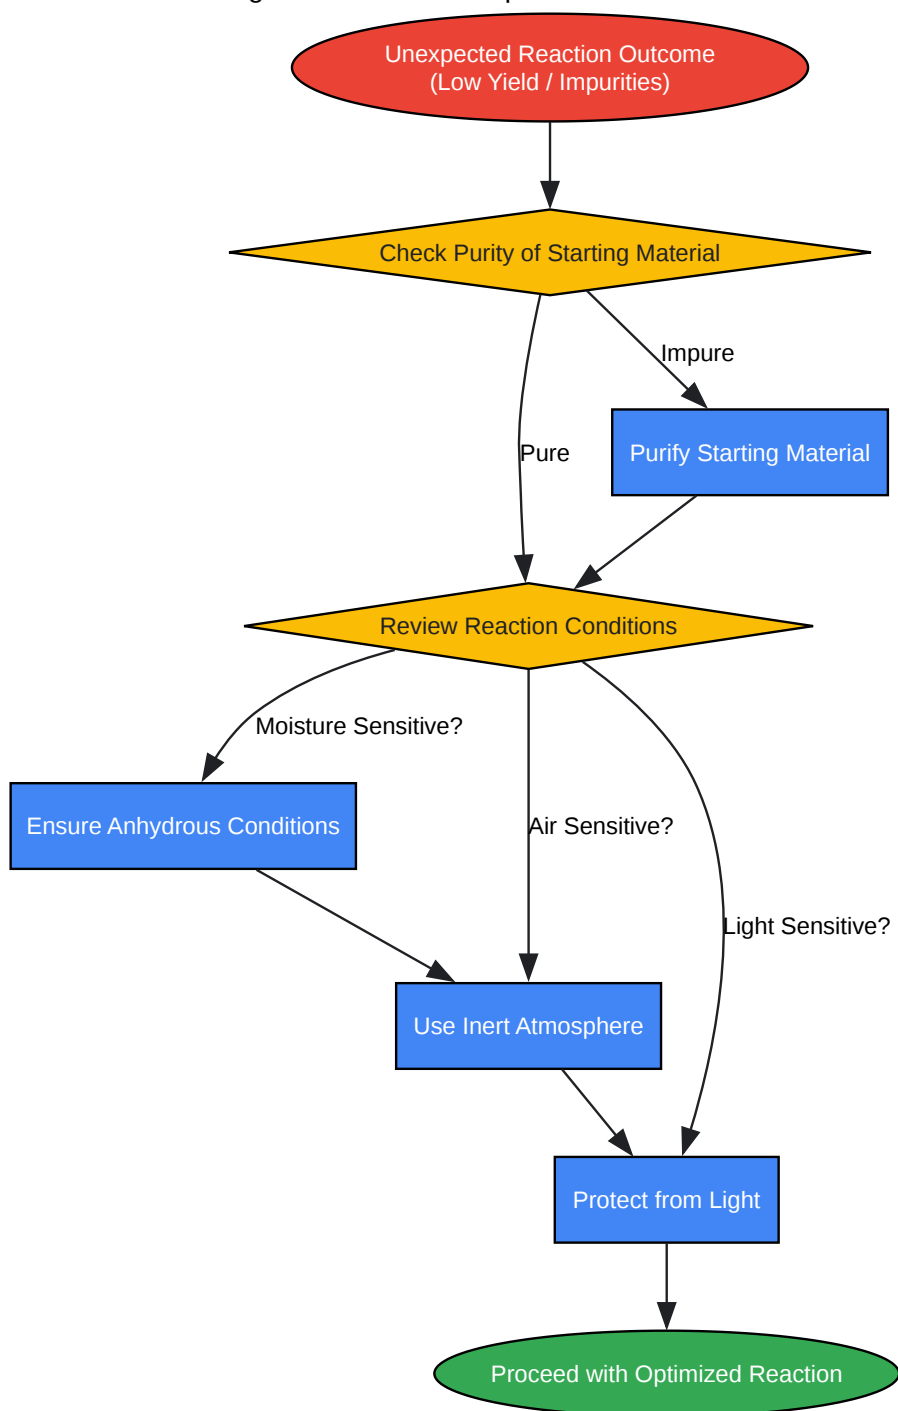 Unexpected Reaction Outcome
(Low Yield / Impurities)
Check Purity of Starting Material
Impure
Pure
Purify Starting Material
Review Reaction Conditions
Moisture Sensitive?
Ensure Anhydrous Conditions
Air Sensitive?
Light Sensitive?
Use Inert Atmosphere
Protect from Light
Proceed with Optimized Reaction